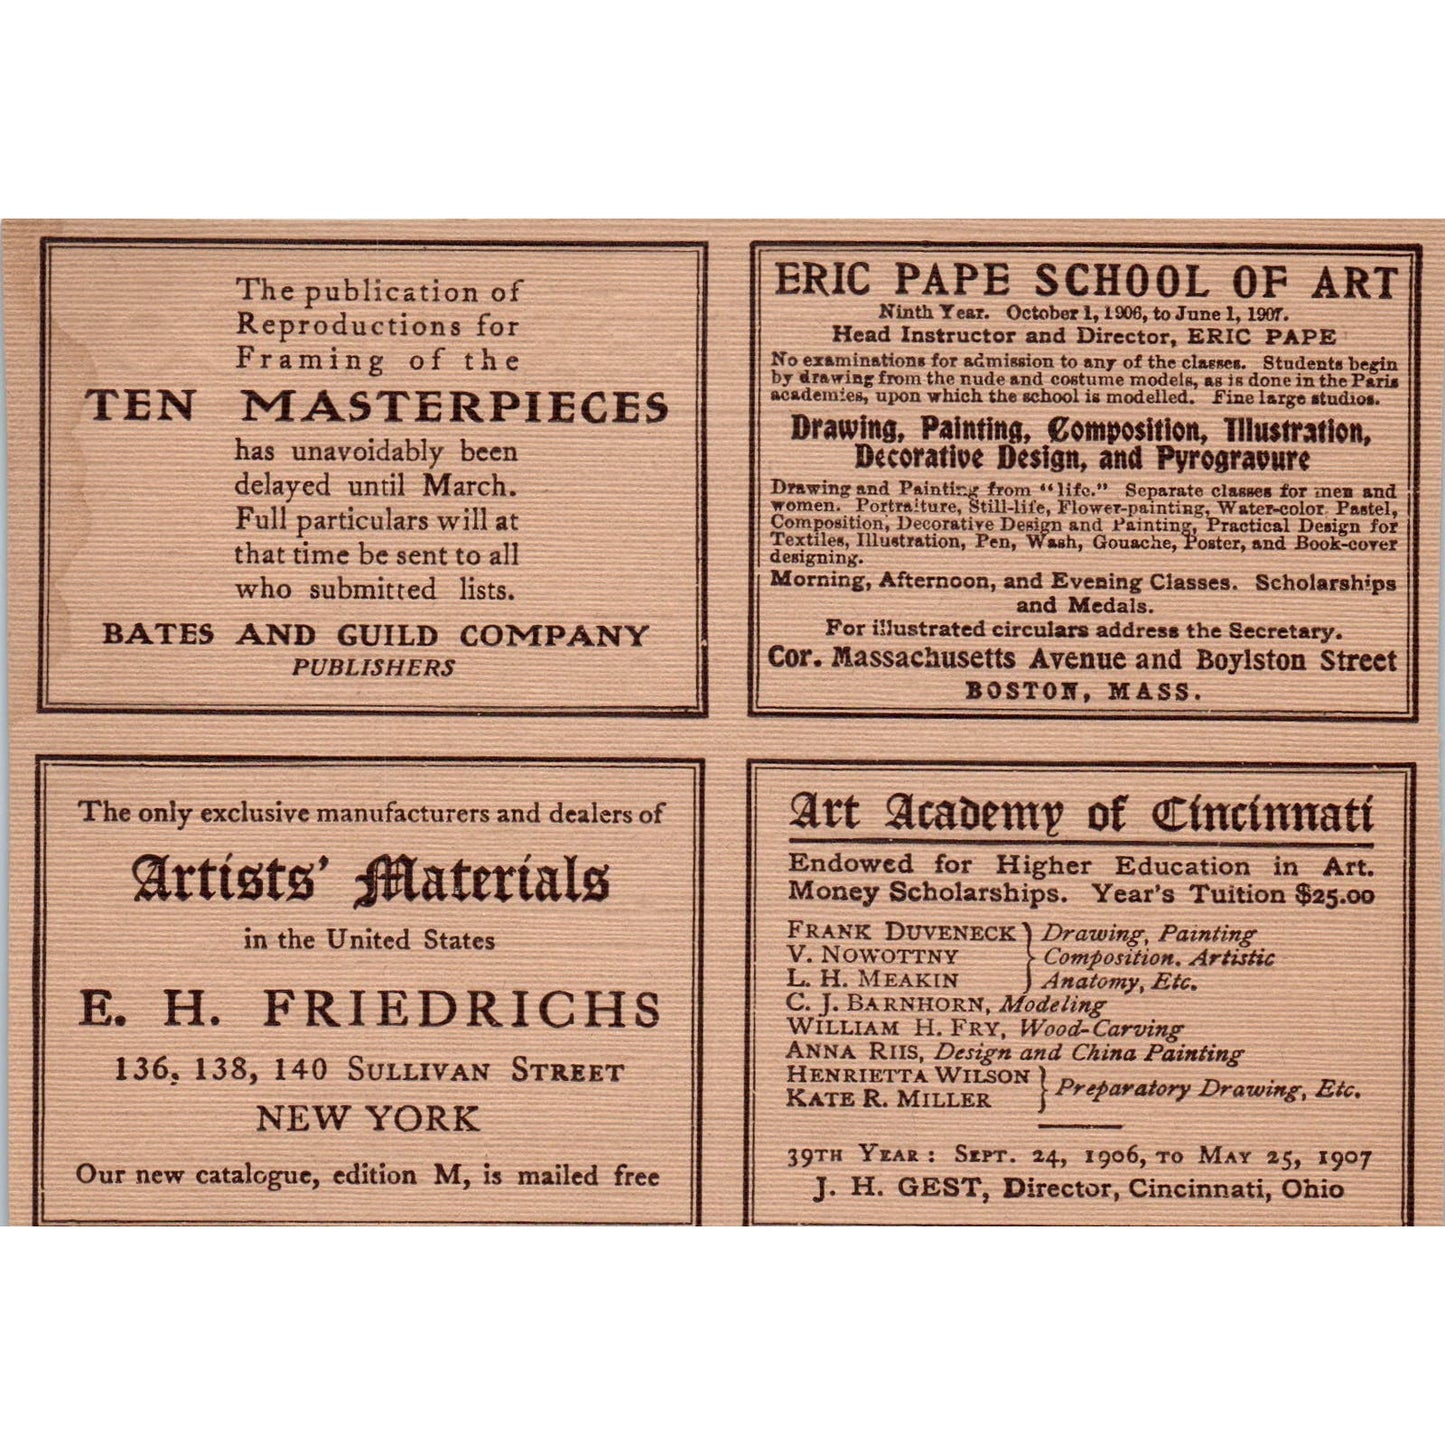 The publication of
Reproductions for
Framing of the
TEN MASTERPIECES
has unavoidably been
delayed until March.
Full particulars will at
that time be sent to all
who submitted lists.
BATES AND GUILD COMPANY
PUBLISHERS
ERIC PAPE SCHOOL OF ART
Ninth Year. October 1, 1906, to June 1, 1907.
Head Instructor and Director, ERIC PAPE
No examinations for admission to any of the classes. Students begin
by drawing from the nude and costume models, as is done in the Paris
academies, upon which the school is modelled. Fine large studios.
Drawing, Painting, Composition, Illustration,
Decorative Design, and Pyrogravure
Drawing and Painting from "life." Separate classes for men and
women. Portraiture, Still-life, Flower-painting, Water-color, Pastel,
Composition, Decorative Design and Painting, Practical Design for
Textiles, Illustration, Pen, Wash, Gouache, Poster, and Book-cover
designing.
Morning, Afternoon, and Evening Classes. Scholarships
and Medals.
For illustrated circulars address the Secretary.
Cor. Massachusetts Avenue and Boylston Street
BOSTON, MASS.
The only exclusive manufacturers and dealers of
Artists' Materials
in the United States
E. H. FRIEDRICHS
136, 138, 140 SULLIVAN STREET
NEW YORK
Our new catalogue, edition M, is mailed free
Art Academy of Cincinnati
Endowed for Higher Education in Art.
Money Scholarships. Year's Tuition $25.00
FRANK DUVENECK } Drawing, Painting
V. NOWOTTNY } Composition. Artistic
L. H. MEAKIN } Anatomy, Etc.
C. J. BARNHORN, Modeling
WILLIAM H. FRY, Wood-Carving
ANNA RIIS, Design and China Painting
HENRIETTA WILSON } Preparatory Drawing, Etc.
KATE R. MILLER
39TH YEAR: SEPT. 24, 1906, TO MAY 25, 1907
J. H. GEST, Director, Cincinnati, Ohio